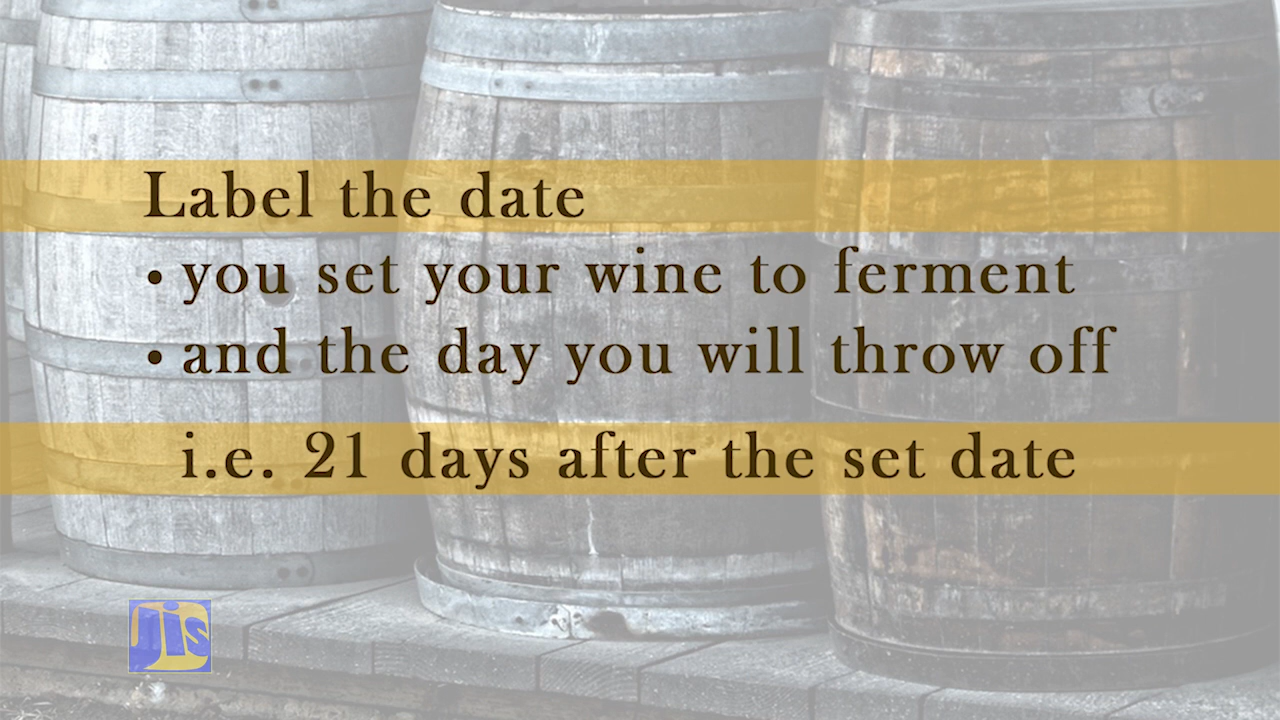 Label the date
• you set your wine to ferment
• and the day you will throw off
i.e. 21 days after the set date
Jis